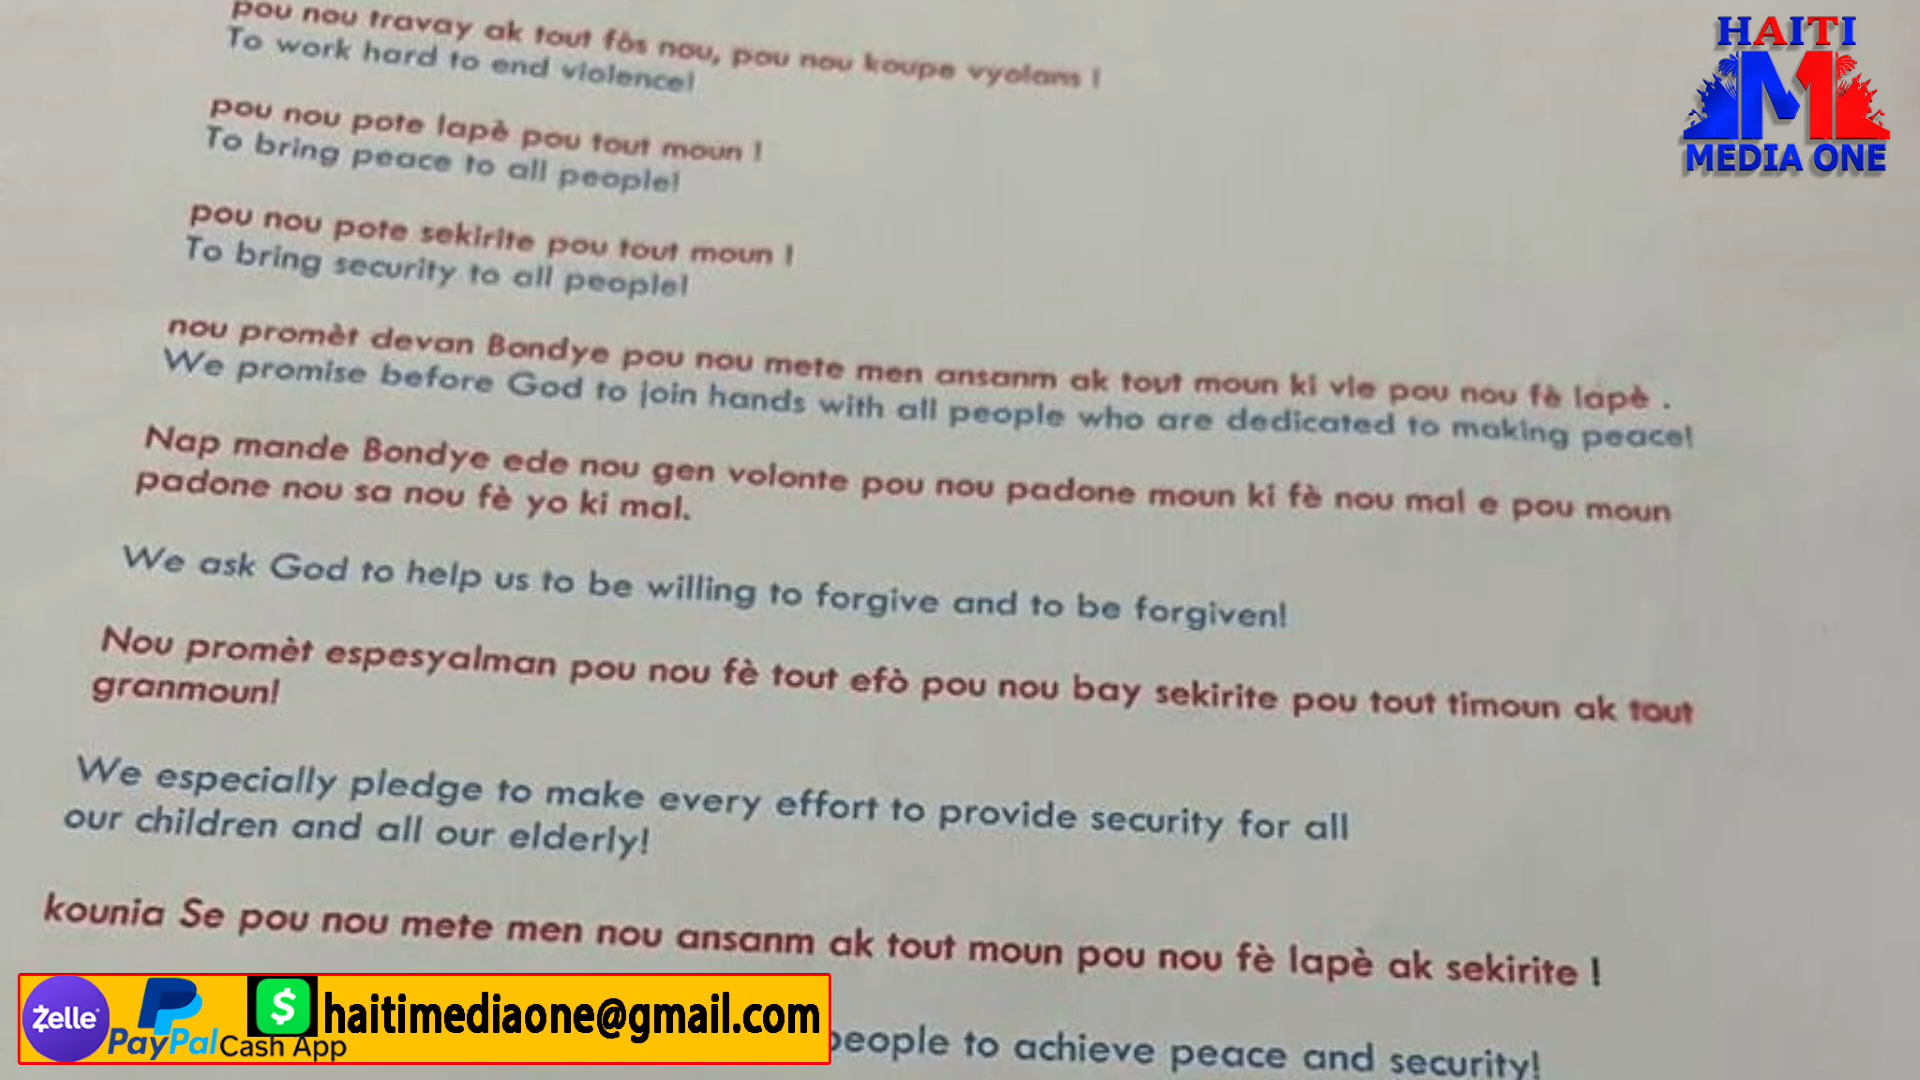 pou nou travay ak tout fòs nou, pou nou koupe vyolans !
To work hard to end violence!
pou nou pote lapè pou tout moun !
To bring peace to all people!
pou nou pote sekirite pou tout moun !
To bring security to all people!
nou promèt devan Bondye pou nou mete men ansanm ak tout moun ki vle pou nou fè lapè .
We promise before God to join hands with all people who are dedicated to making peace!
Nap mande Bondye ede nou gen volonte pou nou padone moun ki fè nou mal e pou moun
padone nou sa nou fè yo ki mal.
We ask God to help us to be willing to forgive and to be forgiven!
Nou promèt espesyalman pou nou fè tout efò pou nou bay sekirite pou tout timoun ak tout
granmoun!
We especially pledge to make every effort to provide security for all
our children and all our elderly!
kounia Se pou nou mete men nou ansanm ak tout moun pou nou fè lapè ak sekirite !
people to achieve peace and security!
HAITI
M1
MEDIA ONE
Zelle
PayPal
$
Cash App
haitimediaone@gmail.com